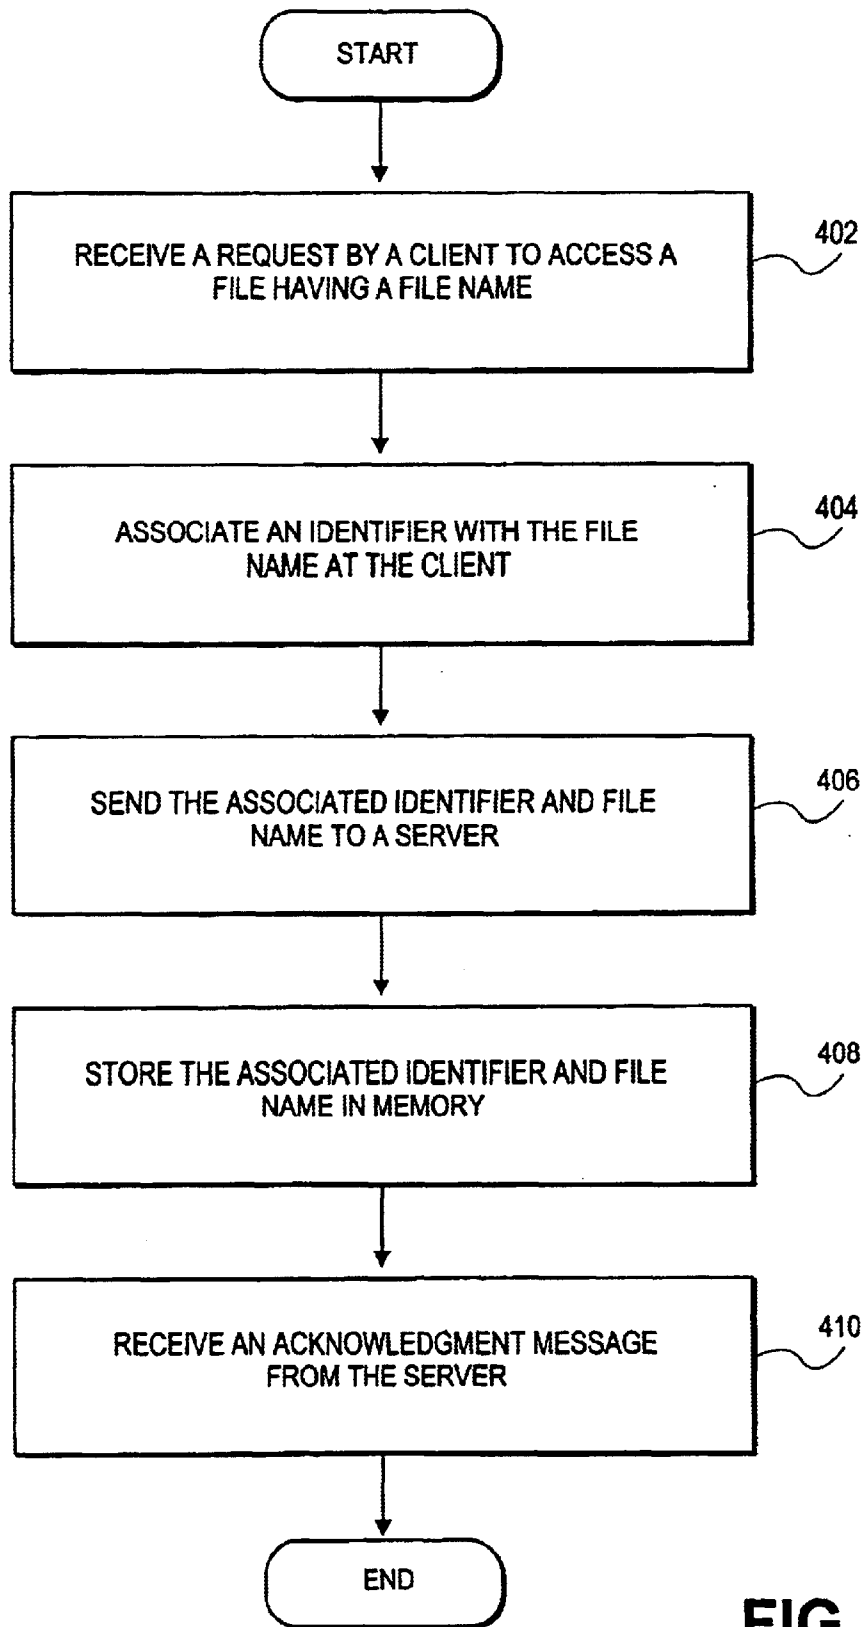 START
RECEIVE A REQUEST BY A CLIENT TO ACCESS A
FILE HAVING A FILE NAME
402
ASSOCIATE AN IDENTIFIER WITH THE FILE
NAME AT THE CLIENT
404
SEND THE ASSOCIATED IDENTIFIER AND FILE
NAME TO A SERVER
406
STORE THE ASSOCIATED IDENTIFIER AND FILE
NAME IN MEMORY
408
RECEIVE AN ACKNOWLEDGMENT MESSAGE
FROM THE SERVER
410
END
FIG